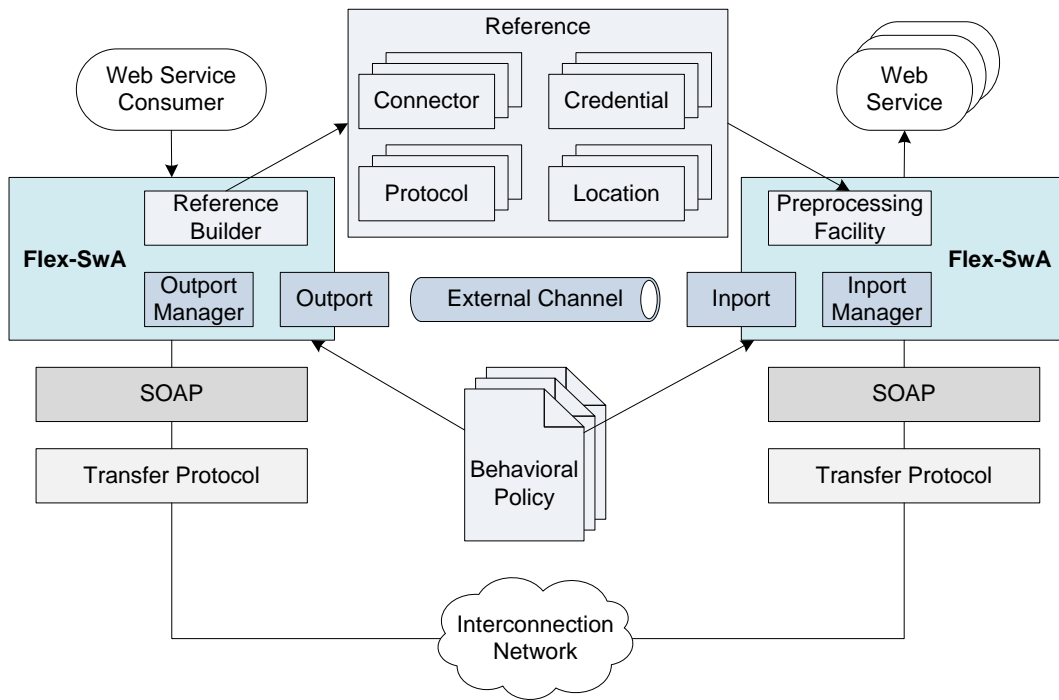 Reference
Web Service
Consumer
Connector
Credential
Web
Service
Protocol
Location
Reference
Builder
Preprocessing
Facility
Flex-SwA
Flex-SwA
Outport
Manager
Outport
External Channel
Inport
Inport
Manager
SOAP
SOAP
Transfer Protocol
Behavioral
Policy
Transfer Protocol
Interconnection
Network